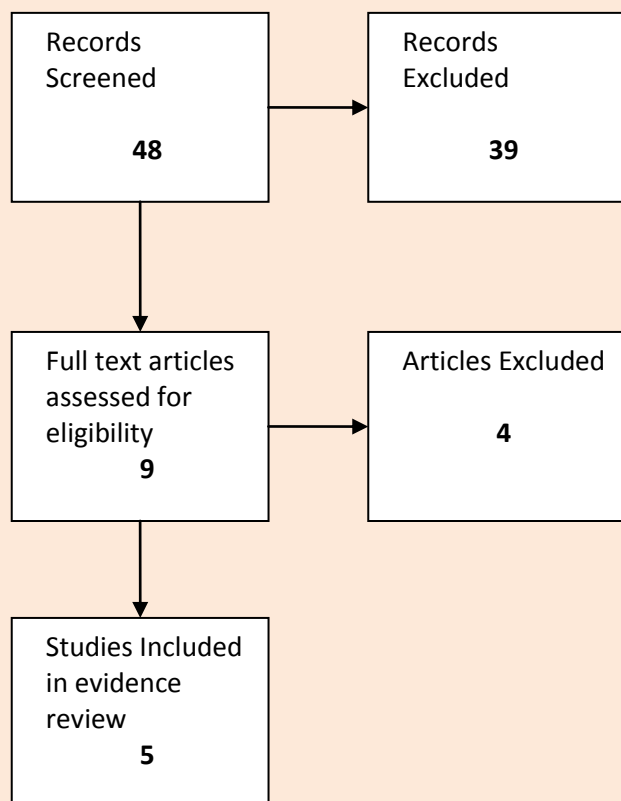 Records
Screened
48
Records
Excluded
39
Full text articles
assessed for
eligibility
9
Articles Excluded
4
Studies Included
in evidence
review
5